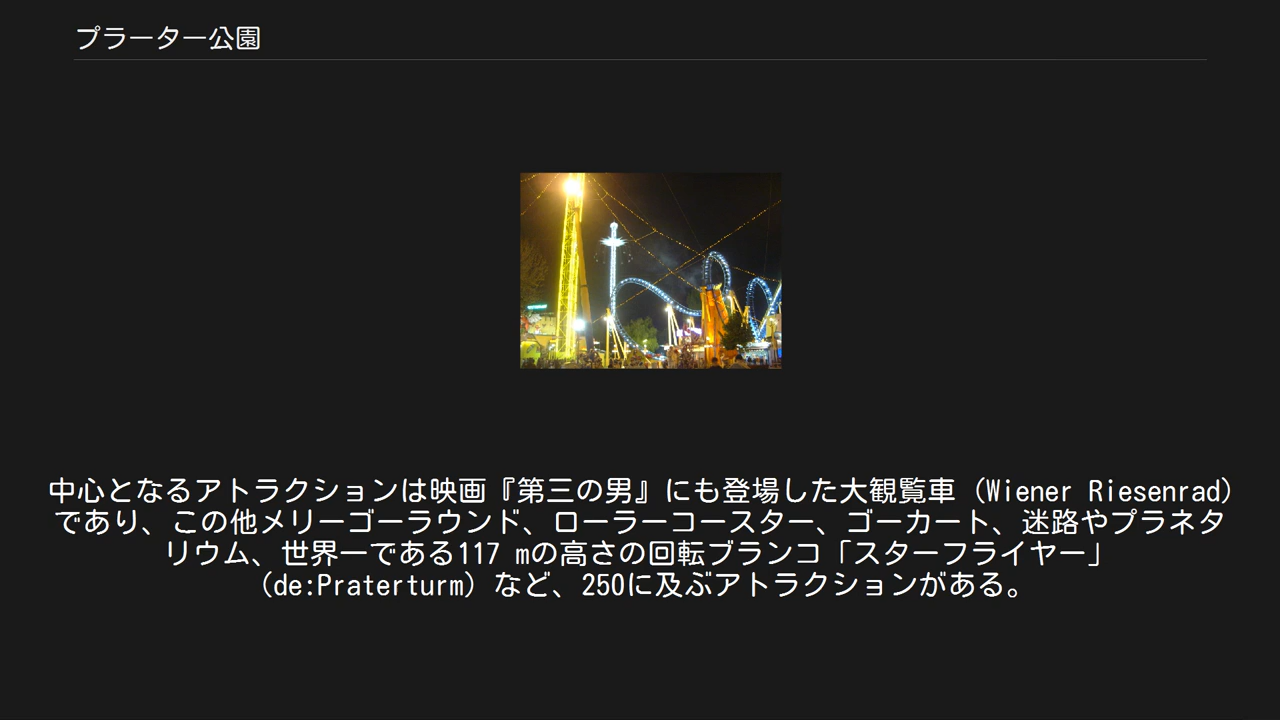 プラーター公園
中心となるアトラクションは映画『第三の男』にも登場した大観覧車（Wiener Riesenrad）
であり、この他メリーゴーラウンド、ローラーコースター、ゴーカート、迷路やプラネタ
リウム、世界一である117 mの高さの回転ブランコ「スターフライヤー」
（de:Praterturm）など、250に及ぶアトラクションがある。